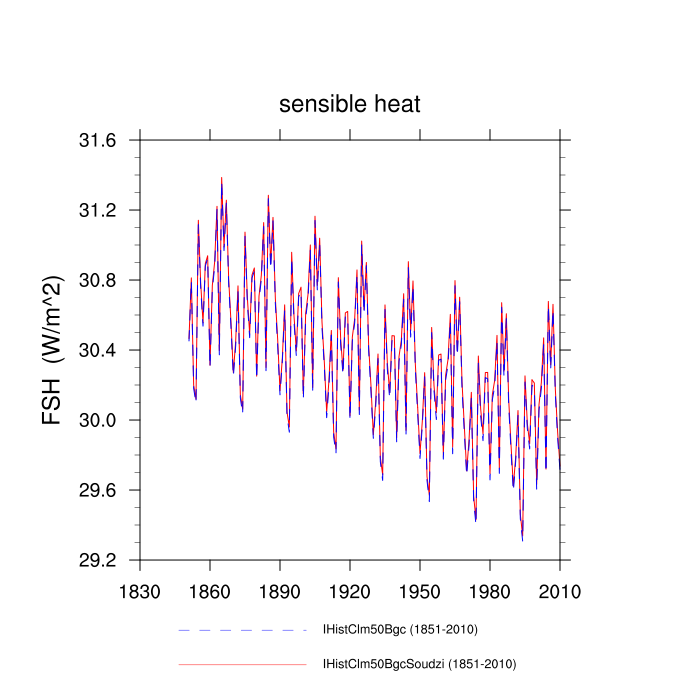 sensible heat
FSH (W/m^2)
31.6
31.2
30.8
30.4
30.0
29.6
29.2
1830 1860 1890 1920 1950 1980 2010
IHistClm50Bgc (1851-2010)
IHistClm50BgcSoudzi (1851-2010)